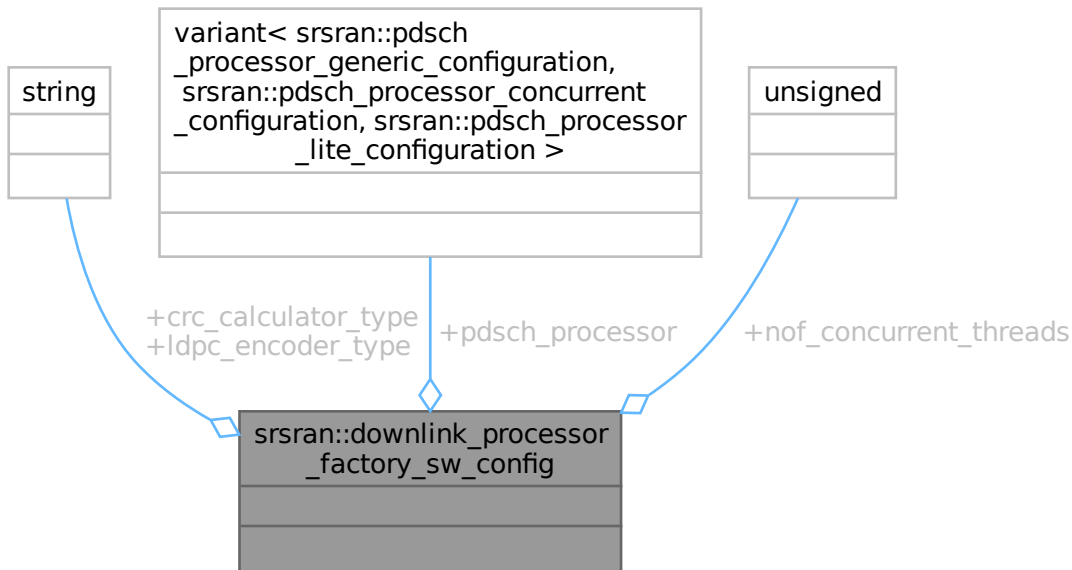 variant< srsran::pdsch
_processor_generic_configuration,
srsran::pdsch_processor_concurrent
_configuration, srsran::pdsch_processor
_lite_configuration >
string
unsigned
+crc_calculator_type
+ldpc_encoder_type
+pdsch_processor
+nof_concurrent_threads
srsran::downlink_processor
_factory_sw_config